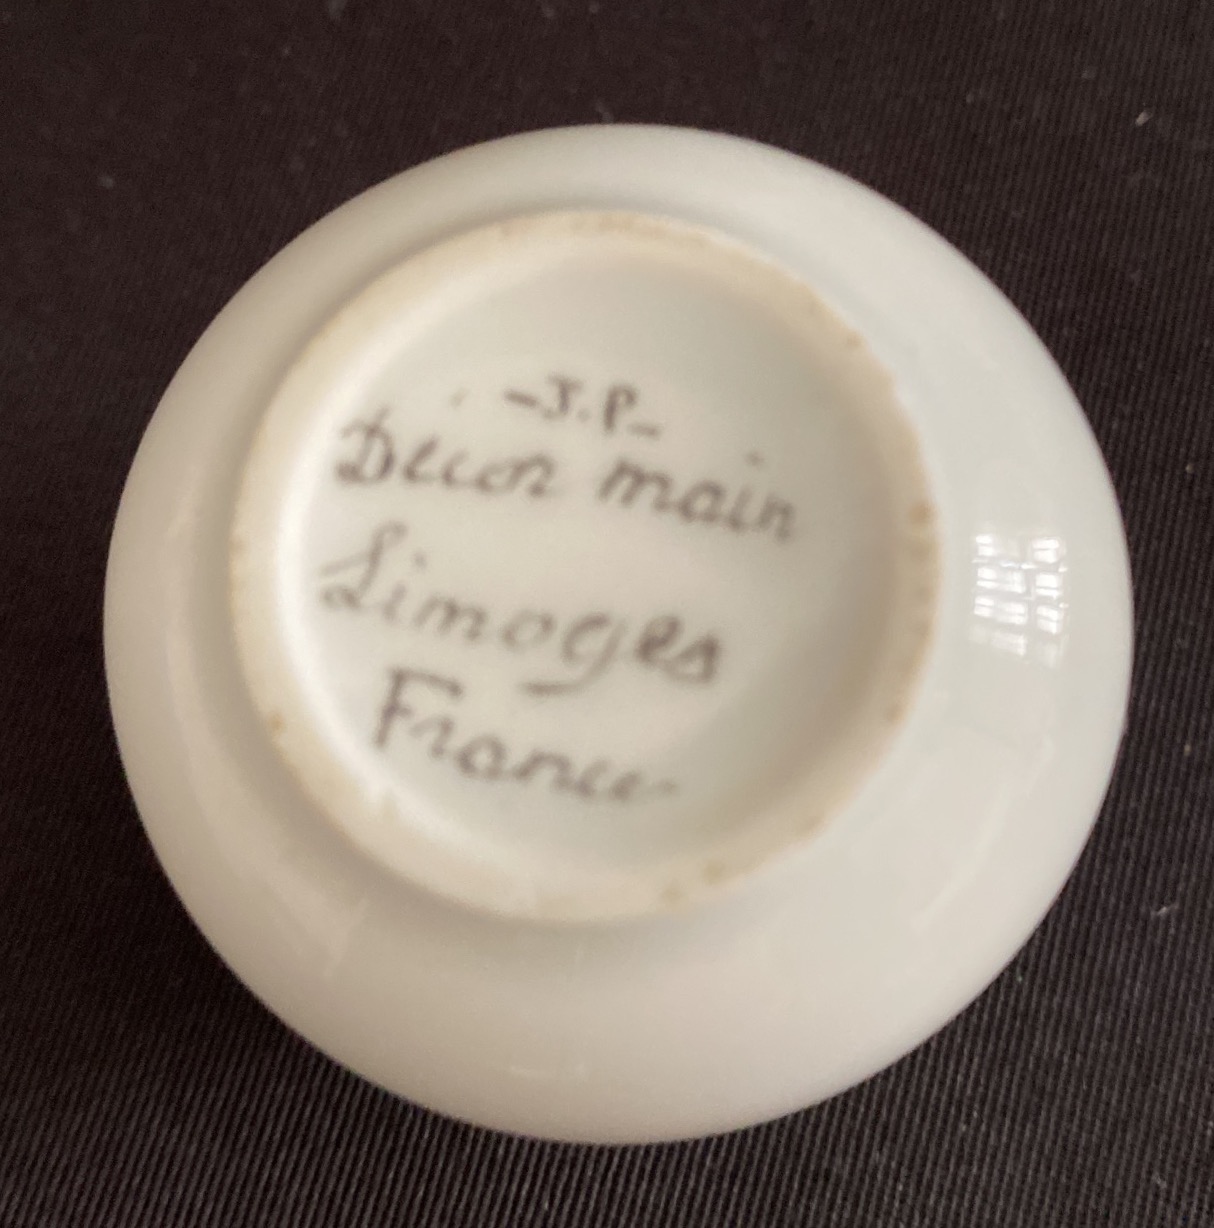 -J.P-
Décor main
Limoges
France